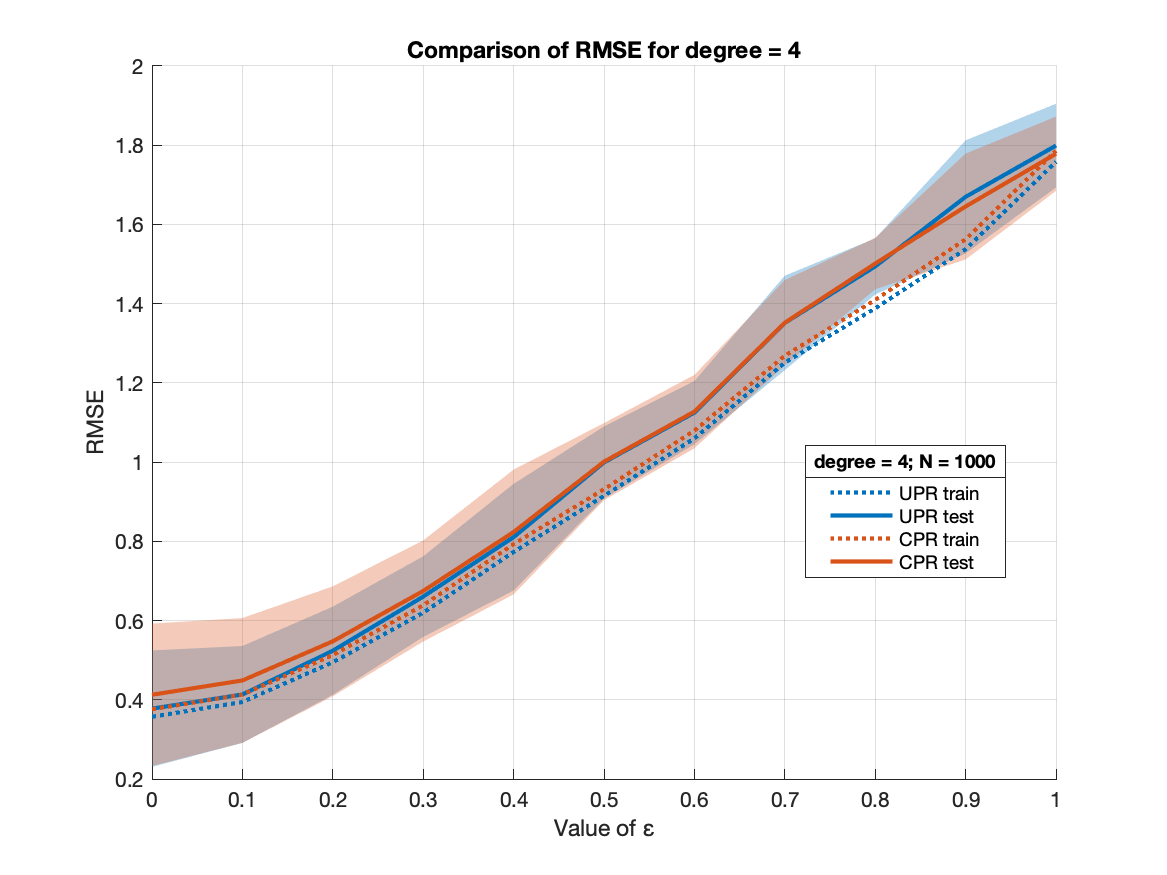 Comparison of RMSE for degree = 4
2
1.8
1.6
1.4
1.2
1
0.8
0.6
0.4
0.2
RMSE
degree = 4; N = 1000
UPR train
UPR test
CPR train
CPR test
0 0.1 0.2 0.3 0.4 0.5 0.6 0.7 0.8 0.9 1
Value of ε